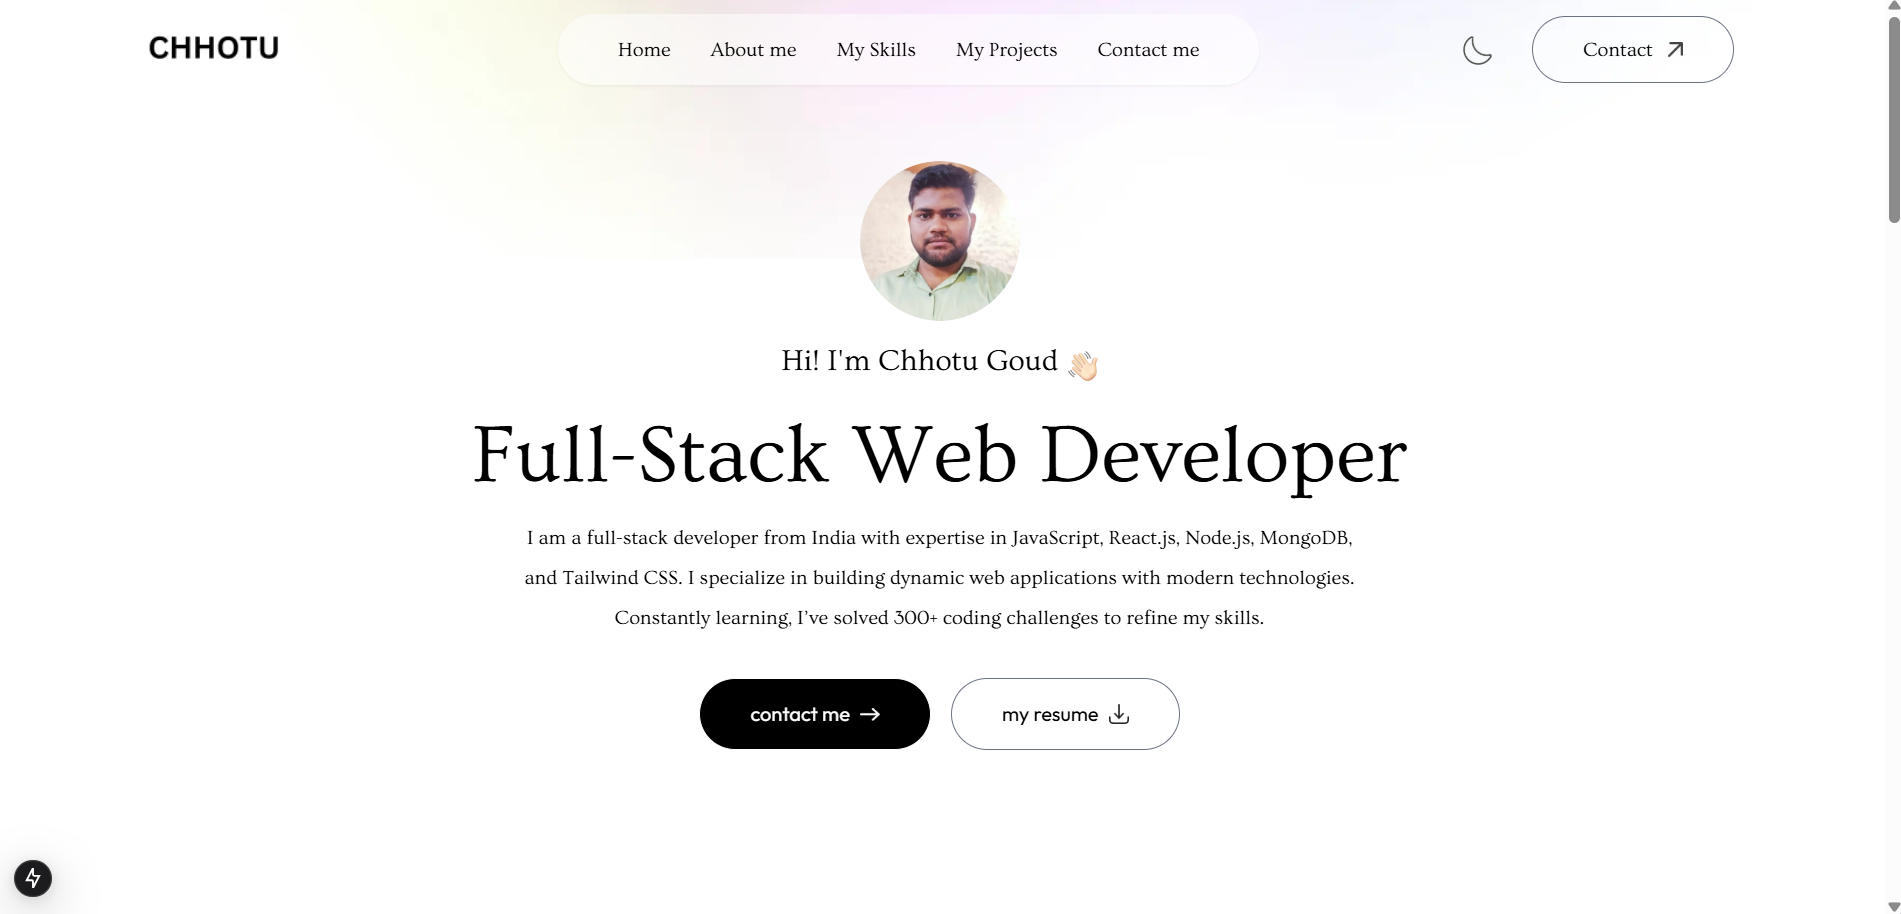 CHHOTU
Home
About me
My Skills
My Projects
Contact me
Contact
Hi! I'm Chhotu Goud 👋🏻
Full-Stack Web Developer
I am a full-stack developer from India with expertise in JavaScript, React.js, Node.js, MongoDB,
and Tailwind CSS. I specialize in building dynamic web applications with modern technologies.
Constantly learning, I’ve solved 300+ coding challenges to refine my skills.
contact me
my resume